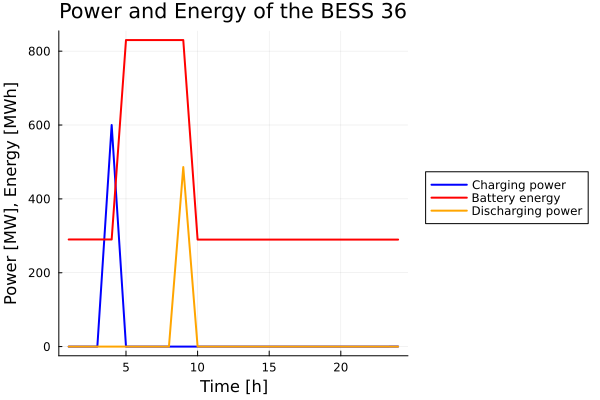 Power and Energy of the BESS 36
Power [MW], Energy [MWh]
800
600
400
200
0
5
10
15
20
Time [h]
Charging power
Battery energy
Discharging power